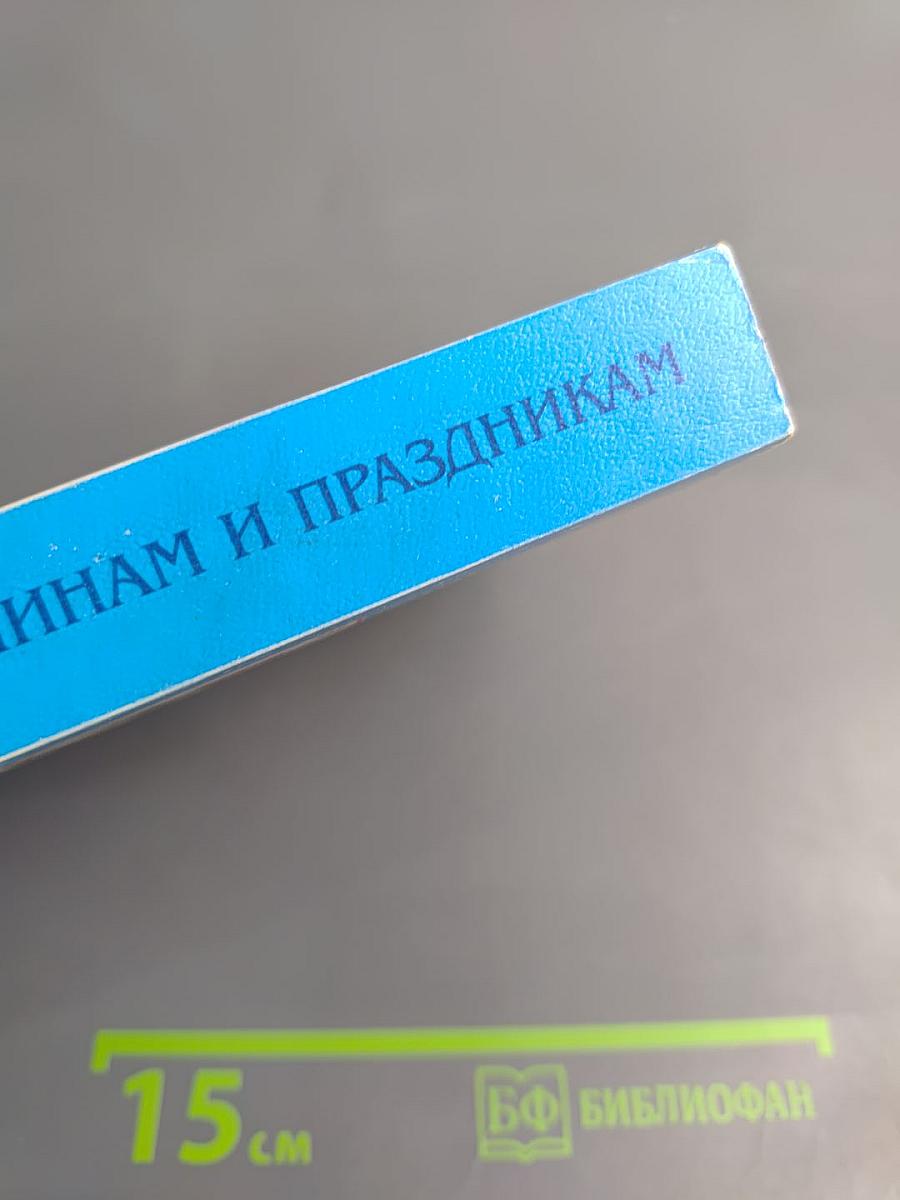 ИНАМ И ПРАЗДНИКАМ
15 см
БФ БИБЛИОФАН